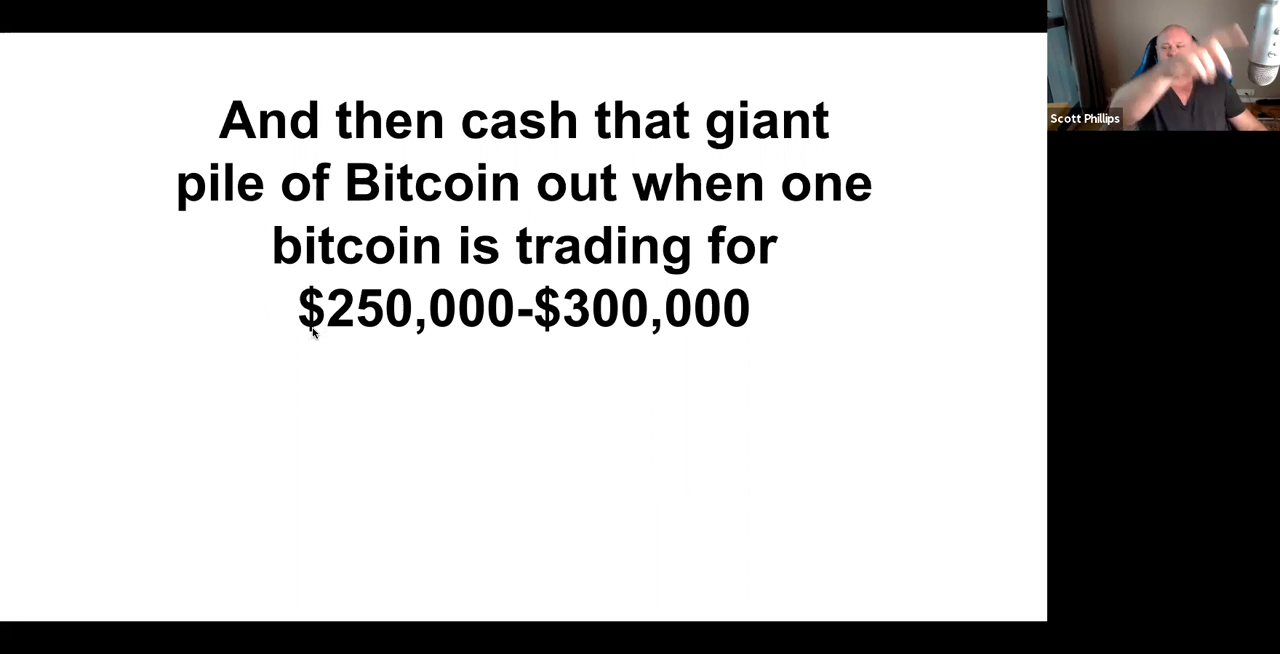 And then cash that giant
pile of Bitcoin out when one
bitcoin is trading for
$250,000-$300,000
Scott Phillips